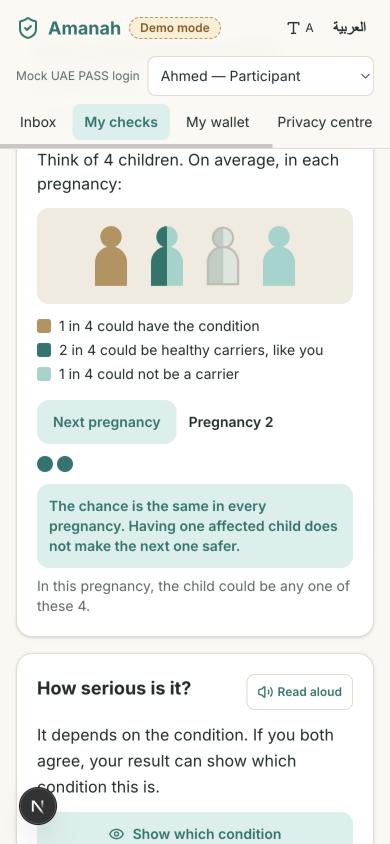 Amanah
Demo mode
A
العربية
Mock UAE PASS login
Ahmed — Participant
Inbox
My checks
My wallet
Privacy centre
Think of 4 children. On average, in each
pregnancy:
1 in 4 could have the condition
2 in 4 could be healthy carriers, like you
1 in 4 could not be a carrier
Next pregnancy
Pregnancy 2
The chance is the same in every
pregnancy. Having one affected child does
not make the next one safer.
In this pregnancy, the child could be any one of
these 4.
How serious is it?
Read aloud
It depends on the condition. If you both
agree, your result can show which
condition this is.
N
Show which condition